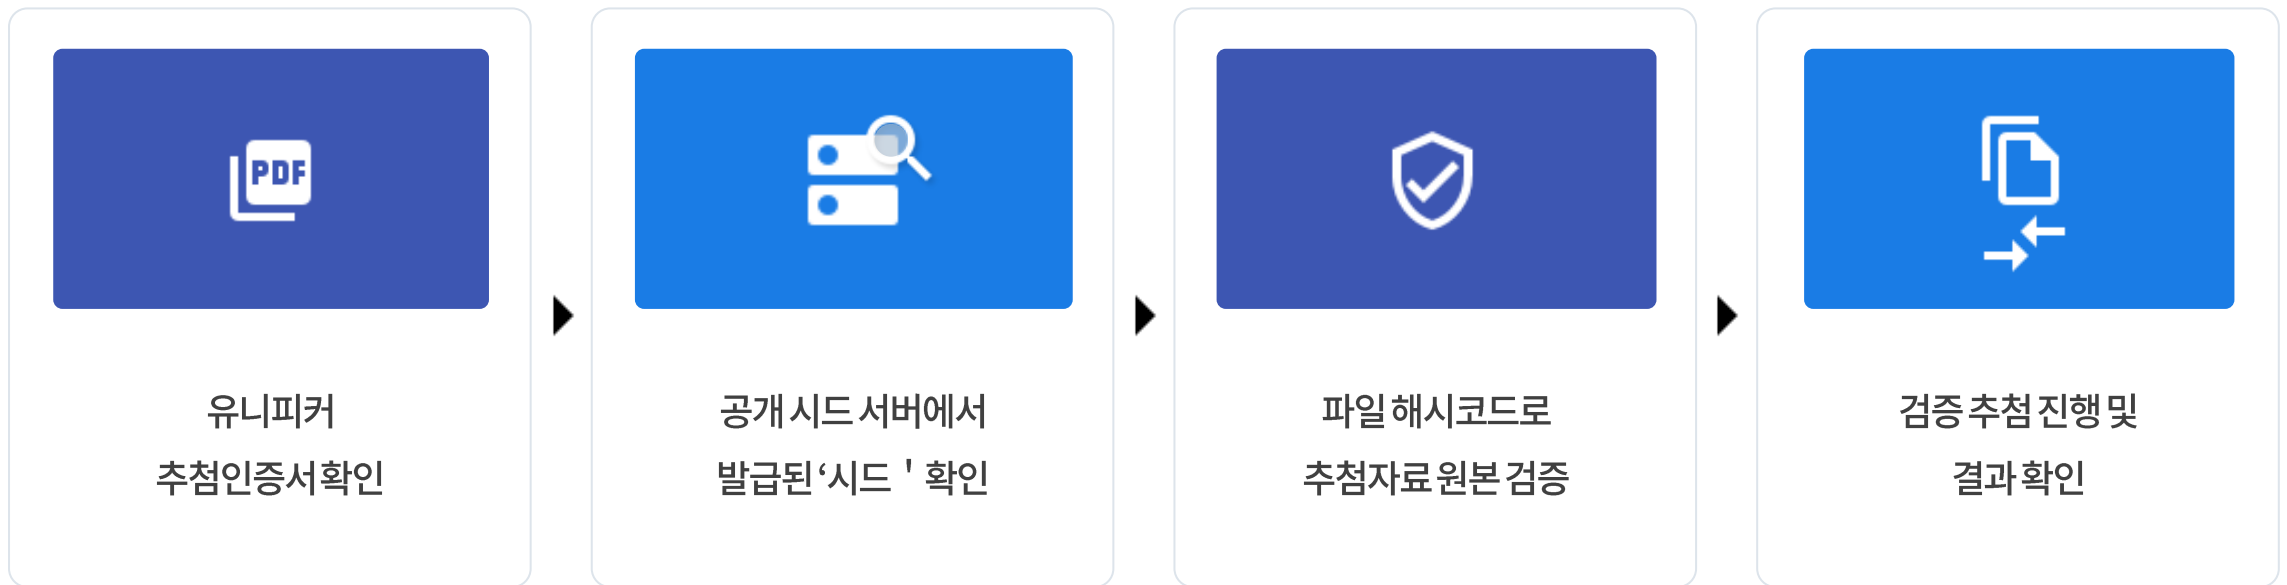 PDF
유니피커
추첨인증서 확인
공개 시드 서버에서
발급된 ‘시드 ' 확인
파일 해시코드로
추첨자료 원본 검증
검증 추첨 진행 및
결과 확인